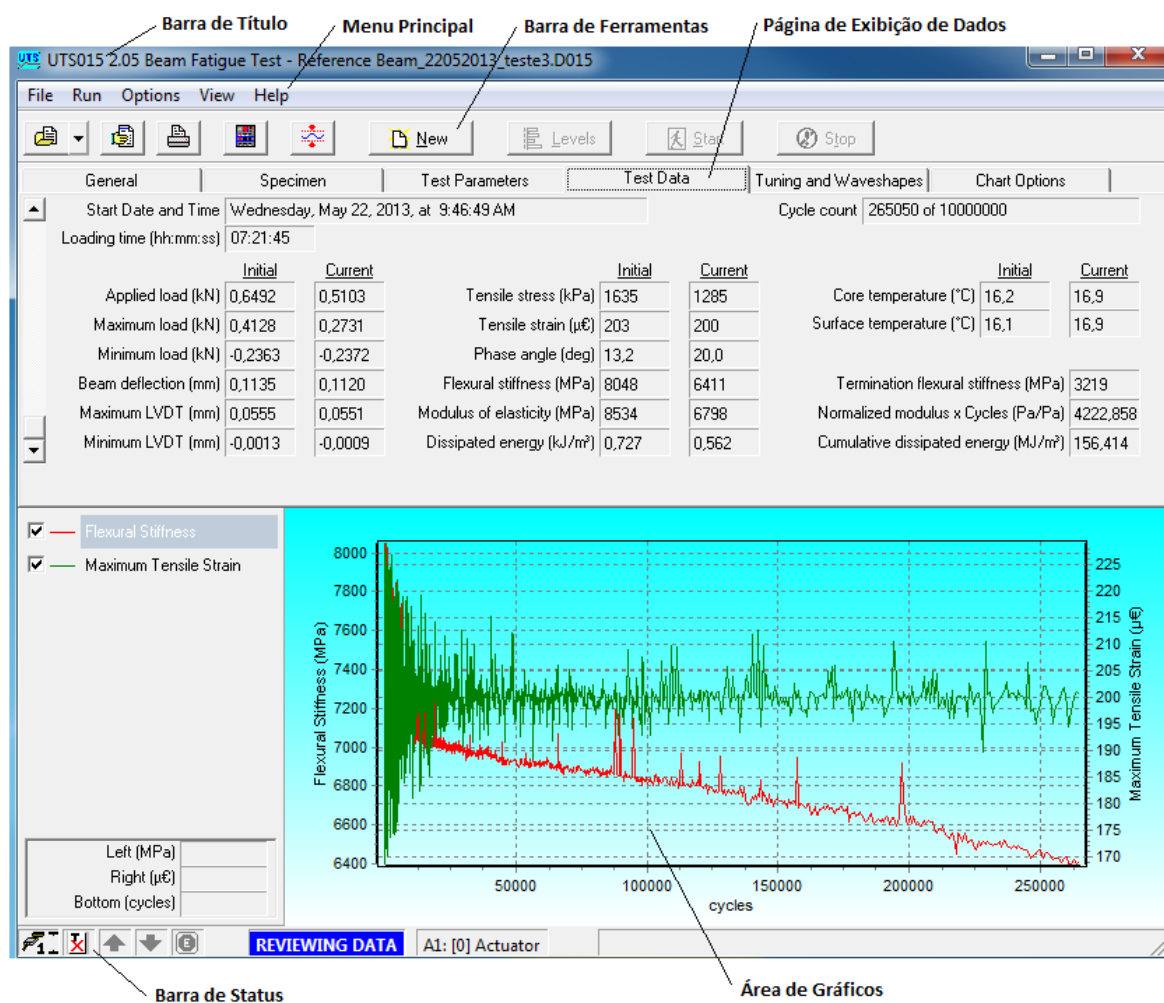 Barra de Título Menu Principal Barra de Ferramentas Página de Exibição de Dados
UTS UTS015 2.05 Beam Fatigue Test - Reference Beam_22052013_teste3.D015
File Run Options View Help
New Levels Start Stop
General Specimen Test Parameters Test Data Tuning and Waveshapes Chart Options
Start Date and Time Wednesday, May 22, 2013, at 9:46:49 AM Cycle count 265050 of 10000000
Loading time (hh:mm:ss) 07:21:45
Initial Current Initial Current Initial Current
Applied load (kN) 0,6492 0,5103 Tensile stress (kPa) 1635 1285 Core temperature (°C) 16,2 16,9
Maximum load (kN) 0,4128 0,2731 Tensile strain (µ€) 203 200 Surface temperature (°C) 16,1 16,9
Minimum load (kN) -0,2363 -0,2372 Phase angle (deg) 13,2 20,0
Beam deflection (mm) 0,1135 0,1120 Flexural stiffness (MPa) 8048 6411 Termination flexural stiffness (MPa) 3219
Maximum LVDT (mm) 0,0555 0,0551 Modulus of elasticity (MPa) 8534 6798 Normalized modulus x Cycles (Pa/Pa) 4222,858
Minimum LVDT (mm) -0,0013 -0,0009 Dissipated energy (kJ/m³) 0,727 0,562 Cumulative dissipated energy (MJ/m³) 156,414
Flexural Stiffness
Maximum Tensile Strain
Flexural Stiffness (MPa)
8000
7800
7600
7400
7200
7000
6800
6600
6400
225
220
215
210
205
200
195
190
185
180
175
170
Maximum Tensile Strain (µ€)
50000 100000 150000 200000 250000
cycles
Left (MPa)
Right (µ€)
Bottom (cycles)
1 E REVIEWING DATA A1: [0] Actuator
Barra de Status Área de Gráficos